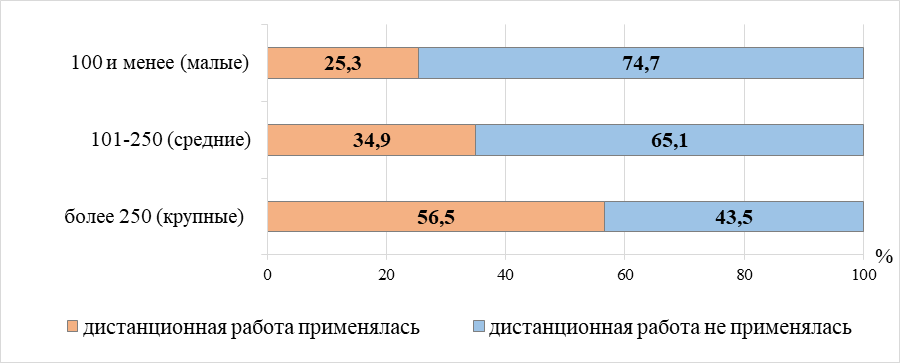 100 и менее (малые)
25,3 74,7
101-250 (средние)
34,9 65,1
более 250 (крупные)
56,5 43,5
%
0 20 40 60 80 100
дистанционная работа применялась дистанционная работа не применялась